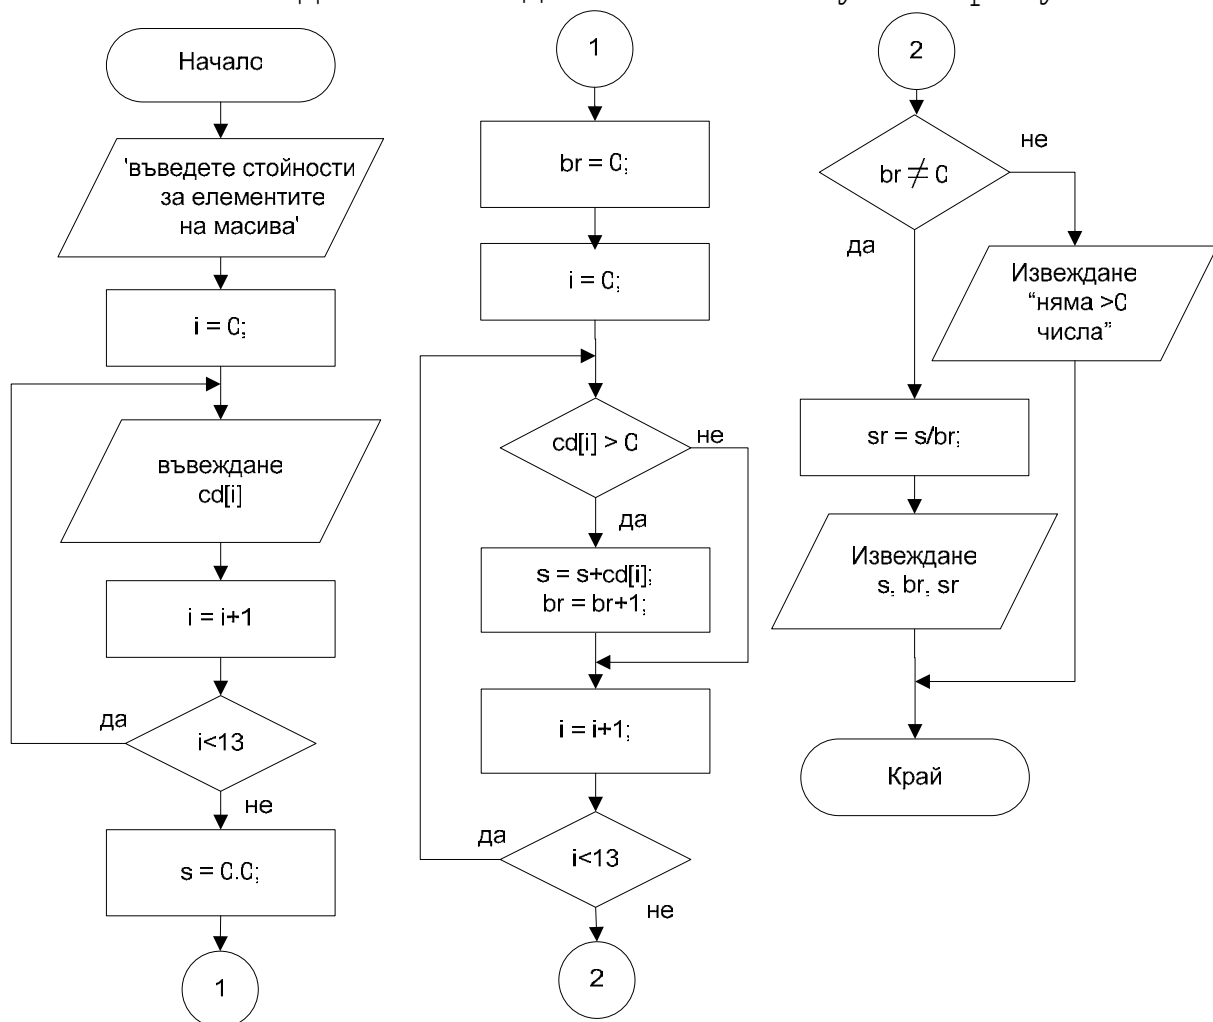 Начало
'въведете стойности
за елементите
на масива'
i = 0;
въвеждане
cd[i]
i = i+1
да
i<13
не
s = 0.0;
1
1
br = 0;
i = 0;
cd[i] > 0
не
да
s = s+cd[i];
br = br+1;
i = i+1;
да
i<13
не
2
2
br ≠ 0
не
да
Извеждане
“няма >0
числа”
sr = s/br;
Извеждане
s, br, sr
Край